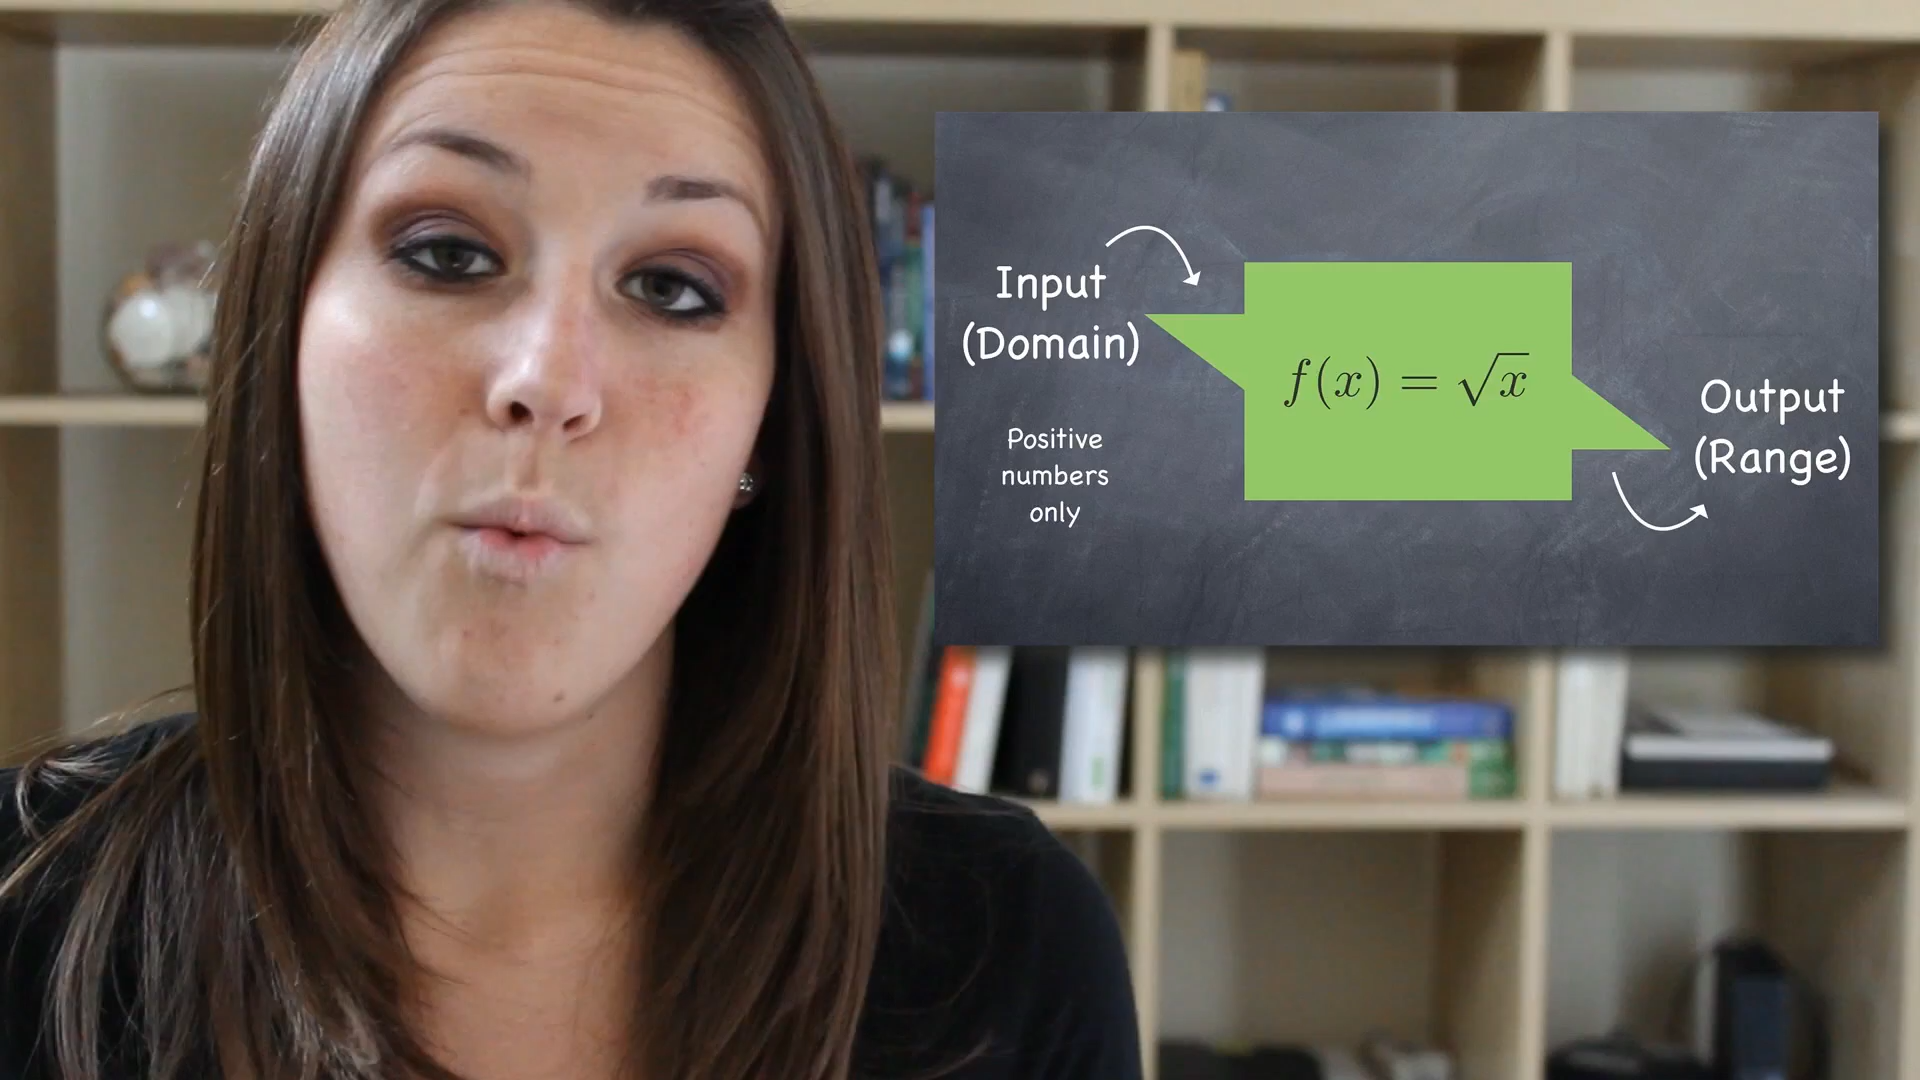 Input
(Domain)
Positive
numbers
only
f(x) = √x
Output
(Range)